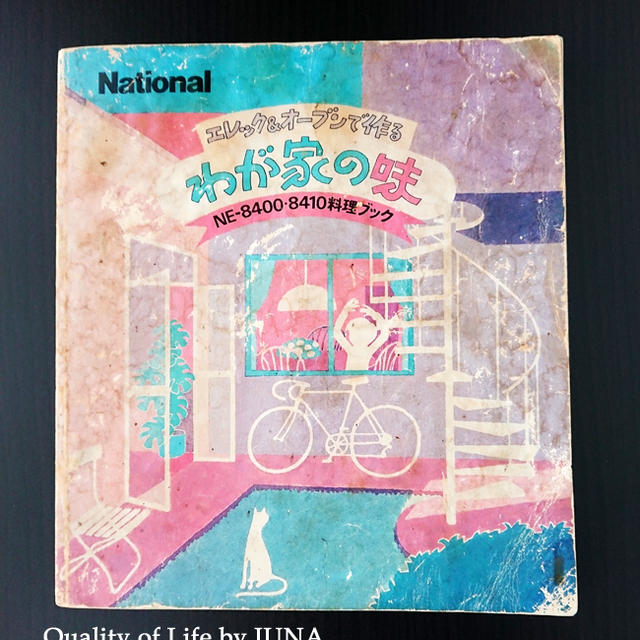 National
エレック&オーブンで作る
わが家の味
NE-8400･8410料理ブック
Quality of Life by JUNA